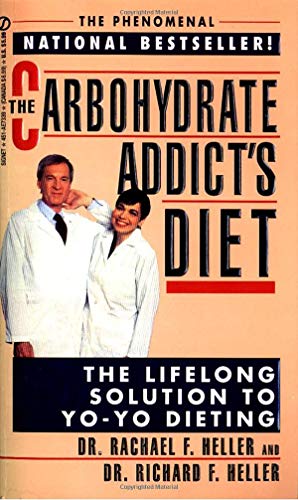 THE PHENOMENAL
NATIONAL BESTSELLER!
THE CARBOHYDRATE
ADDICT'S
DIET
THE LIFELONG
SOLUTION TO
YO-YO DIETING
DR. RACHAEL F. HELLER AND
DR. RICHARD F. HELLER